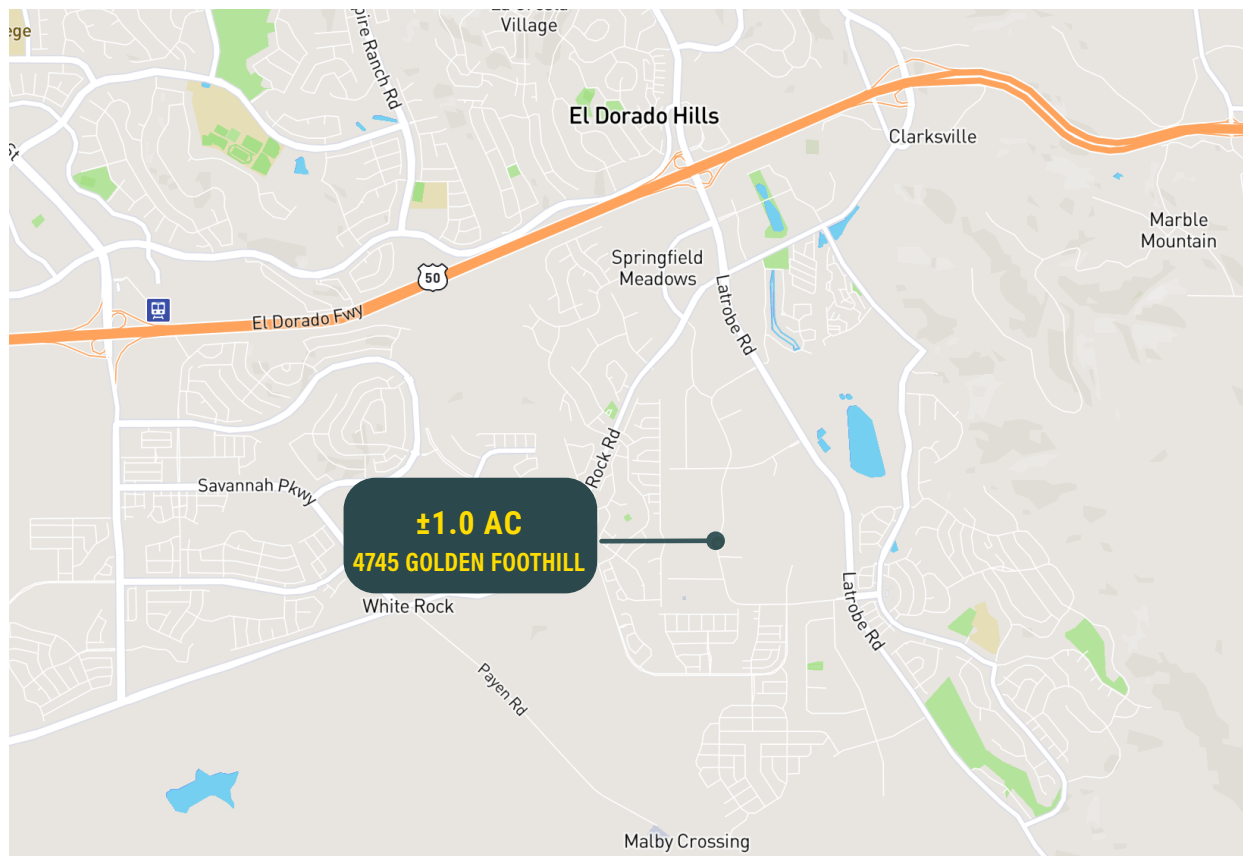 Village
El Dorado Hills
Clarksville
Marble
Mountain
Springfield
Meadows
50
Latrobe Rd
El Dorado Fwy
Rock Rd
Savannah Pkwy
±1.0 AC
4745 GOLDEN FOOTHILL
White Rock
Latrobe Rd
Payen Rd
Malby Crossing